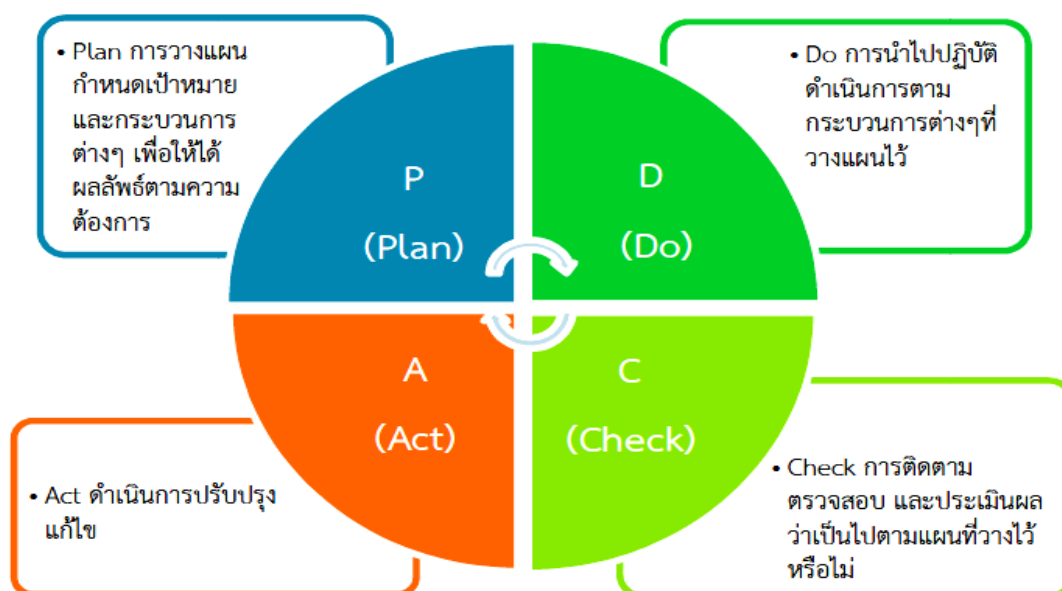 • Plan การวางแผน
กำหนดเป้าหมาย
และกระบวนการ
ต่างๆ เพื่อให้ได้
ผลลัพธ์ตามความ
ต้องการ
P
(Plan)
D
(Do)
• Do การนำไปปฏิบัติ
ดำเนินการตาม
กระบวนการต่างๆที่
วางแผนไว้
A
(Act)
C
(Check)
• Act ดำเนินการปรับปรุง
แก้ไข
• Check การติดตาม
ตรวจสอบ และประเมินผล
ว่าเป็นไปตามแผนที่วางไว้
หรือไม่